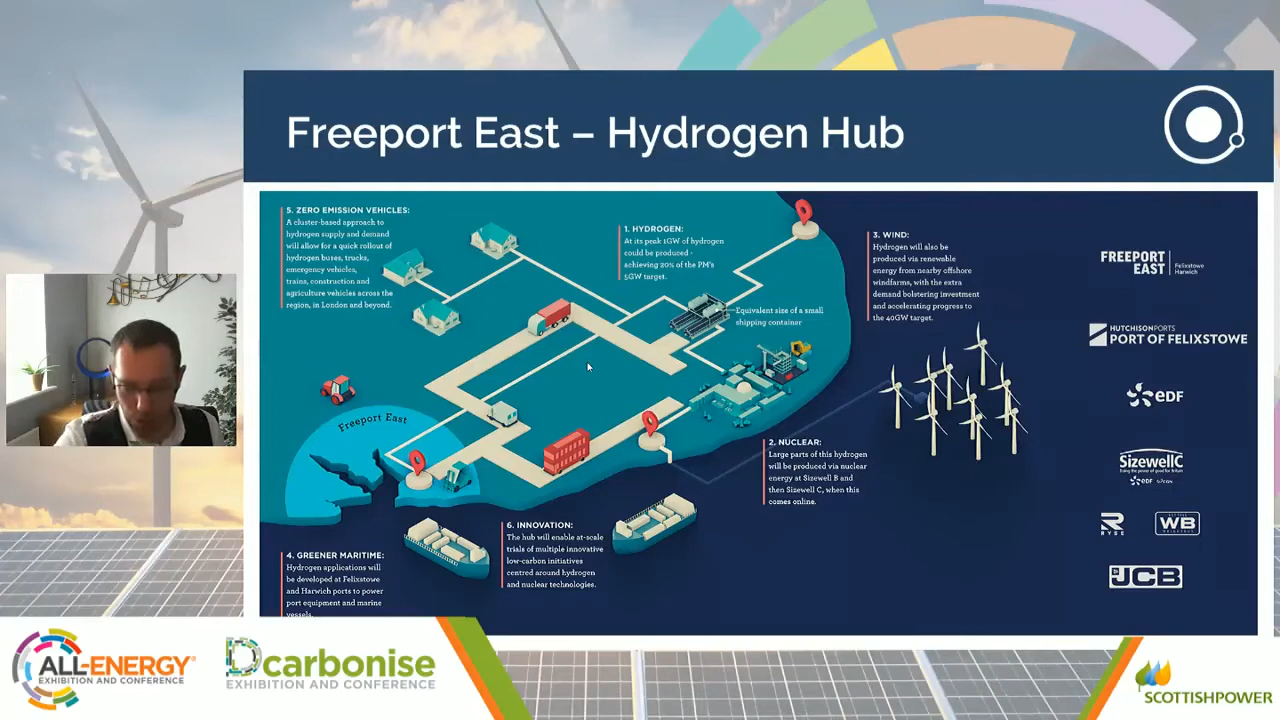 Freeport East – Hydrogen Hub
5. ZERO EMISSION VEHICLES:
A cluster-based approach to
hydrogen supply and demand
will allow for a quick rollout of
hydrogen buses, trucks,
emergency vehicles,
trains, construction and
agriculture vehicles across the
region, in London and beyond.
1. HYDROGEN:
At its peak 1GW of hydrogen
could be produced -
achieving 20% of the PM's
5GW target.
Equivalent size of a small
shipping container
3. WIND:
Hydrogen will also be
produced via renewable
energy from nearby offshore
windfarms, with the extra
demand bolstering investment
and accelerating progress to
the 40GW target.
Freeport East
2. NUCLEAR:
Large parts of this hydrogen
will be produced via nuclear
energy at Sizewell B and
then Sizewell C, when this
comes online.
4. GREENER MARITIME:
Hydrogen applications will
be developed at Felixstowe
and Harwich ports to power
port equipment and marine
vessels.
6. INNOVATION:
The hub will enable at-scale
trials of multiple innovative
low-carbon initiatives
centred around hydrogen
and nuclear technologies.
FREEPORT
EAST
Felixstowe
Harwich
HUTCHISON PORTS
PORT OF FELIXSTOWE
eDF
SizewellC
eDF
RYSE
WB
JCB
ALL-ENERGY
EXHIBITION AND CONFERENCE
Dcarbonise
EXHIBITION AND CONFERENCE
SCOTTISHPOWER